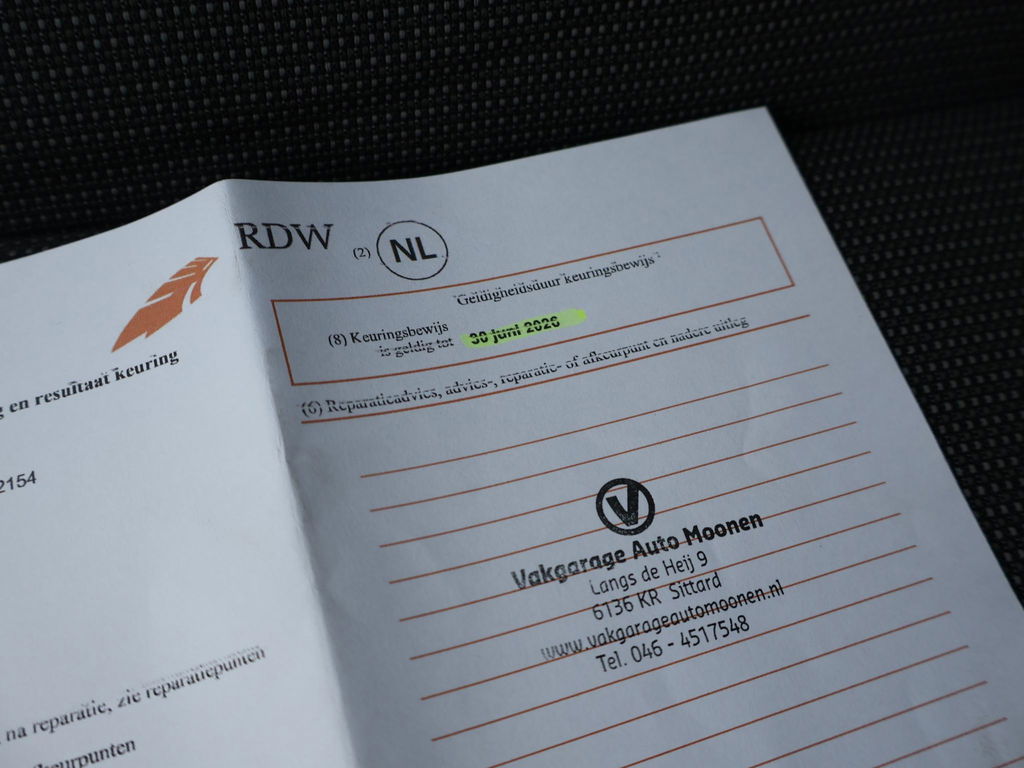 g en resultaat keuring
2154
na reparatie, zie reparatiepunten
keurpunten
RDW (2) NL
Geldigheidsduur keuringsbewijs
(8) Keuringsbewijs
is geldig tot 30 juni 2026
(6) Reparatieadvies, advies-, reparatie- of afkeurpunt en nadere uitleg
V
Vakgarage Auto Moonen
Langs de Heij 9
6136 KR Sittard
www.vakgarageautomoonen.nl
Tel. 046 - 4517548